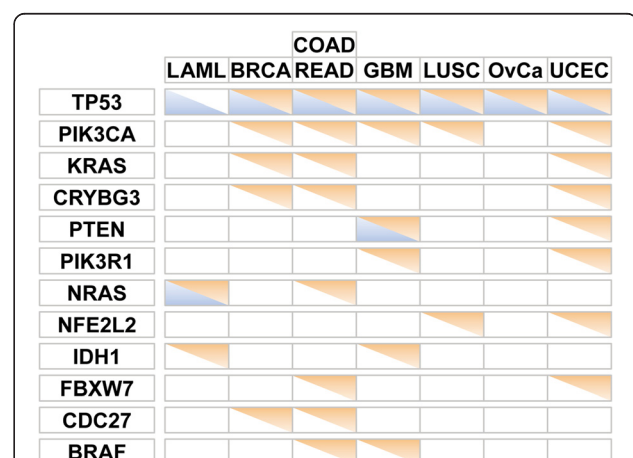 COAD
LAML BRCA READ GBM LUSC OvCa UCEC
TP53
PIK3CA
KRAS
CRYBG3
PTEN
PIK3R1
NRAS
NFE2L2
IDH1
FBXW7
CDC27
BRAF